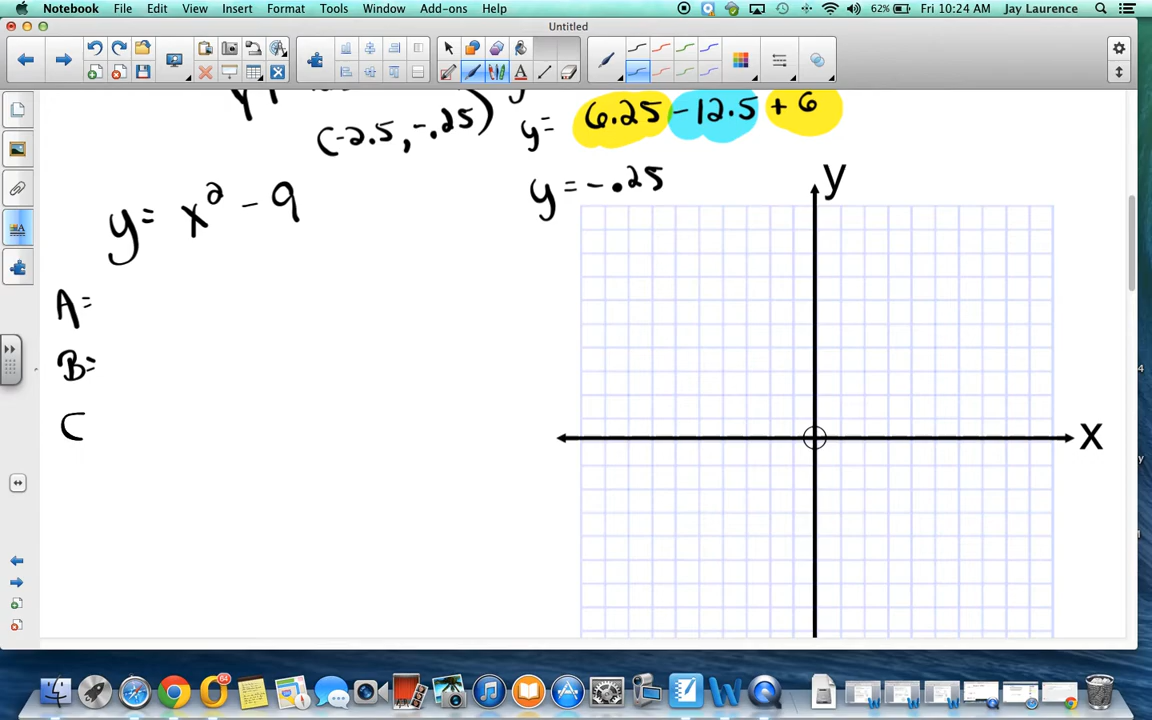 Notebook File Edit View Insert Format Tools Window Add-ons Help 62% Fri 10:24 AM Jay Laurence
Untitled
6.25 -12.5 + 6
(-2.5, -.25) y=
y = -.25
y = x² - 9
y
A=
B=
C
x
64